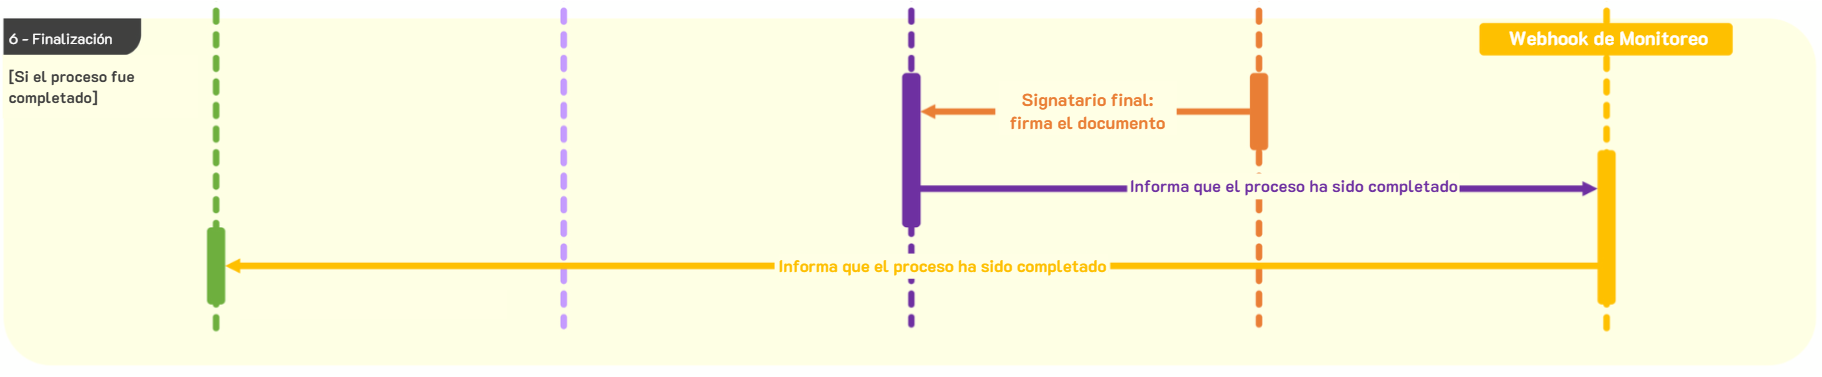 6 - Finalización
[Si el proceso fue
completado]
Webhook de Monitoreo
Signatario final:
firma el documento
Informa que el proceso ha sido completado
Informa que el proceso ha sido completado